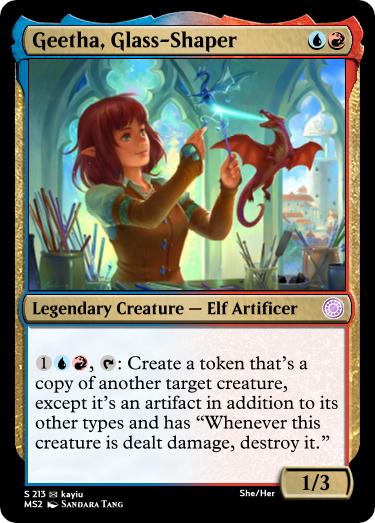 Geetha, Glass-Shaper
Legendary Creature — Elf Artificer
1, : Create a token that's a
copy of another target creature,
except it's an artifact in addition to its
other types and has “Whenever this
creature is dealt damage, destroy it.”
1/3
S 213 kayiu
She/Her
MS2 Sandara Tang